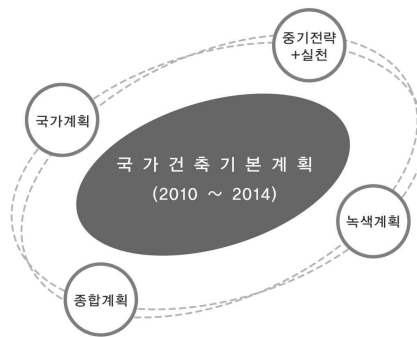 중기전략
+실천
국가계획
국 가 건 축 기 본 계 획
(2010 ~ 2014)
녹색계획
종합계획